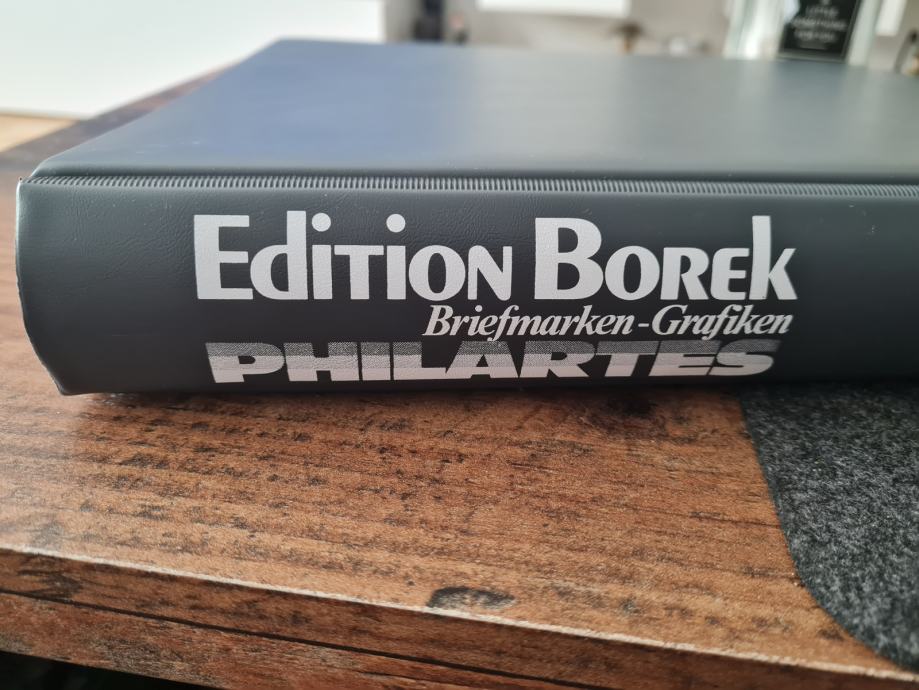 Edition Borek
Briefmarken-Grafiken
PHILARTES